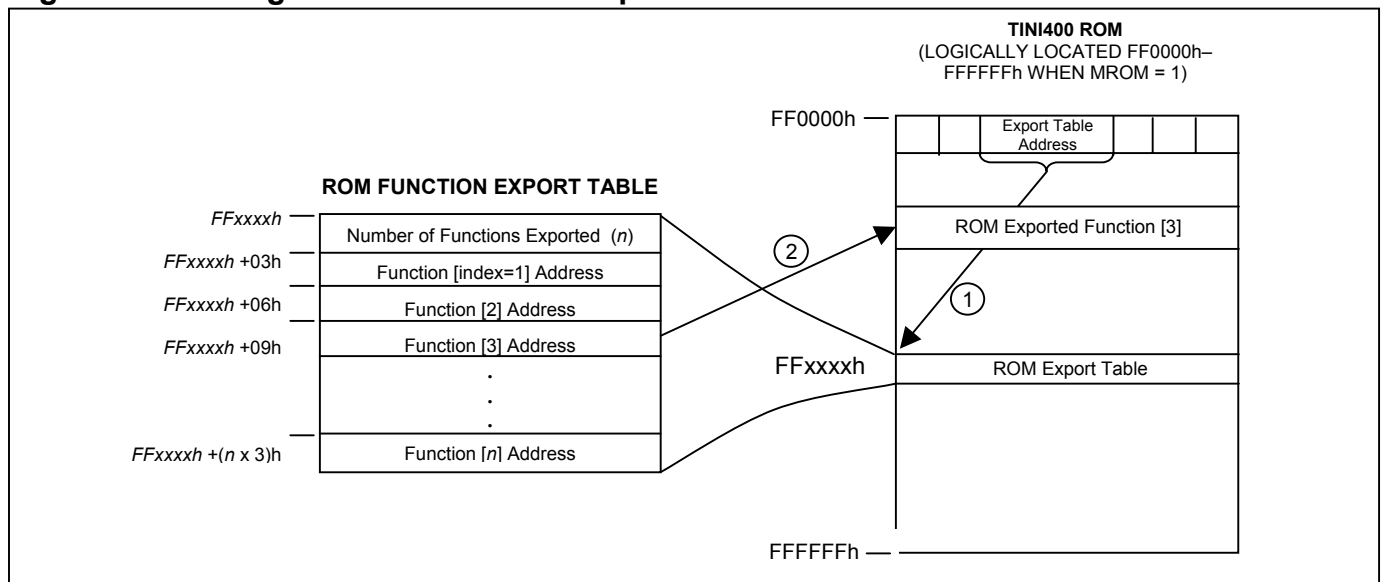 TINI400 ROM
(LOGICALLY LOCATED FF0000h–
FFFFFFh WHEN MROM = 1)
FF0000h
Export Table
Address
ROM FUNCTION EXPORT TABLE
FFxxxxh
Number of Functions Exported (n)
ROM Exported Function [3]
2
FFxxxxh +03h
Function [index=1] Address
FFxxxxh +06h
Function [2] Address
1
FFxxxxh +09h
Function [3] Address
FFxxxxh
ROM Export Table
.
.
.
FFxxxxh +(n x 3)h
Function [n] Address
FFFFFFh